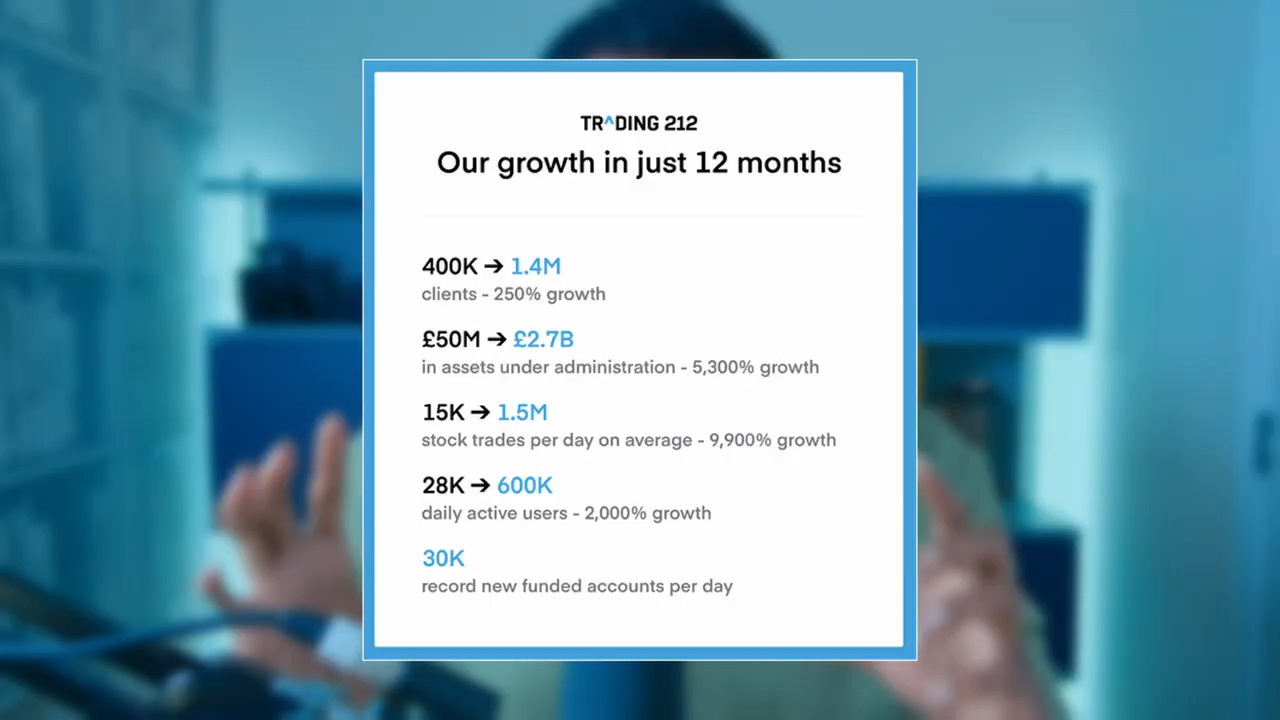 TR^DING 212
Our growth in just 12 months
400K → 1.4M
clients - 250% growth
£50M → £2.7B
in assets under administration - 5,300% growth
15K → 1.5M
stock trades per day on average - 9,900% growth
28K → 600K
daily active users - 2,000% growth
30K
record new funded accounts per day